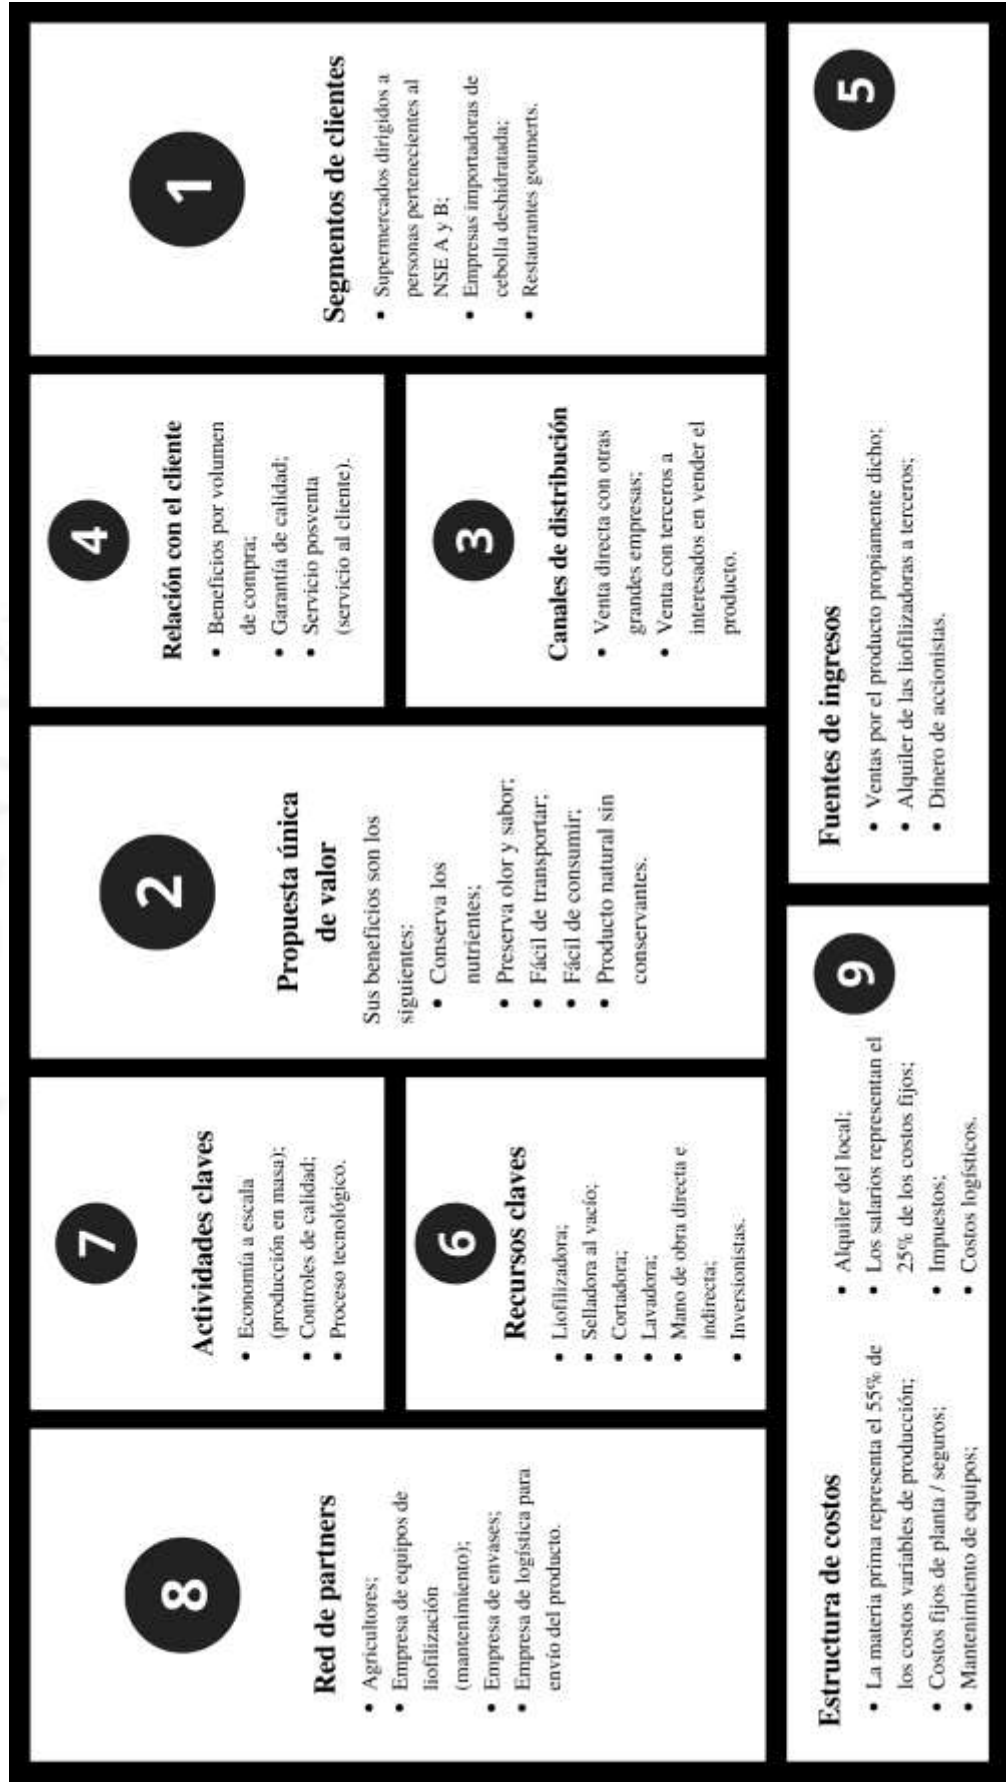 8
Red de partners
• Agricultores;
• Empresa de equipos de
liofilización
(mantenimiento);
• Empresa de envases;
• Empresa de logística para
envío del producto.
7
Actividades claves
• Economía a escala
(producción en masa);
• Controles de calidad;
• Proceso tecnológico.
6
Recursos claves
• Liofilizadora;
• Selladora al vacío;
• Cortadora;
• Lavadora;
• Mano de obra directa e
indirecta;
• Inversionistas.
2
Propuesta única
de valor
Sus beneficios son los
siguientes:
• Conserva los
nutrientes;
• Preserva olor y sabor;
• Fácil de transportar;
• Fácil de consumir;
• Producto natural sin
conservantes.
4
Relación con el cliente
• Beneficios por volumen
de compra;
• Garantía de calidad;
• Servicio posventa
(servicio al cliente).
3
Canales de distribución
• Venta directa con otras
grandes empresas;
• Venta con terceros a
interesados en vender el
producto.
1
Segmentos de clientes
• Supermercados dirigidos a
personas pertenecientes al
NSE A y B;
• Empresas importadoras de
cebolla deshidratada;
• Restaurantes goumerts.
Estructura de costos
• La materia prima representa el 55% de
los costos variables de producción;
• Costos fijos de planta / seguros;
• Mantenimiento de equipos;
• Alquiler del local;
• Los salarios representan el
25% de los costos fijos;
• Impuestos;
• Costos logísticos.
9
Fuentes de ingresos
• Ventas por el producto propiamente dicho;
• Alquiler de las liofilizadoras a terceros;
• Dinero de accionistas.
5